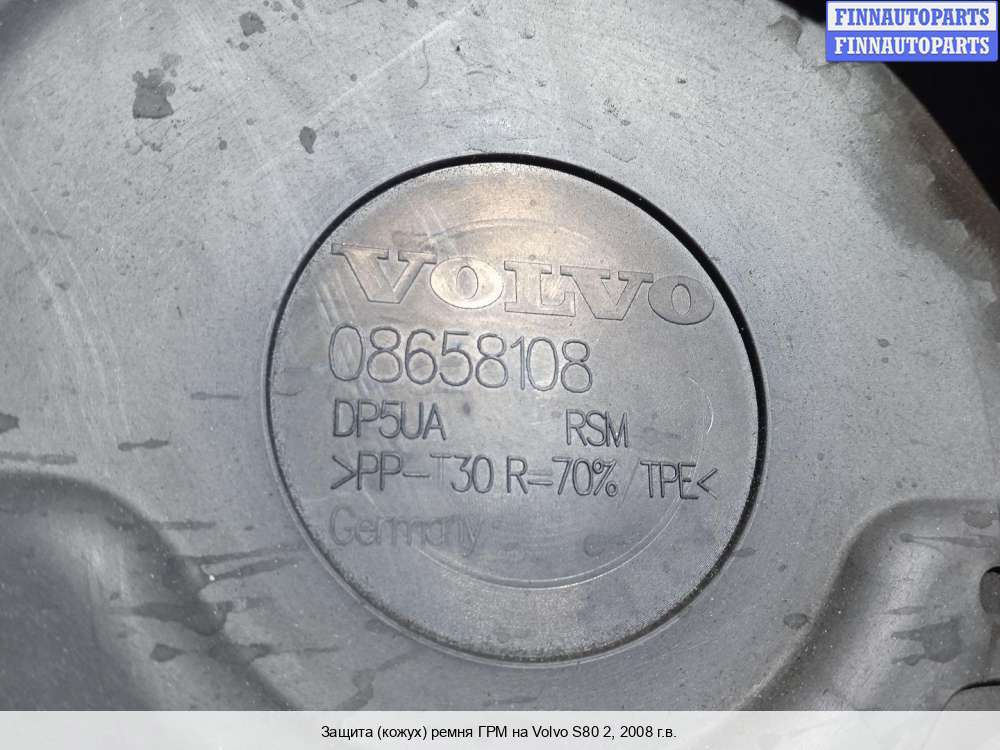 FINNAUTOPARTS
FINNAUTOPARTS
VOLVO
08658108
DP5UA RSM
>PP-T30 R=70% TPE<
Germany
Защита (кожух) ремня ГРМ на Volvo S80 2, 2008 г.в.